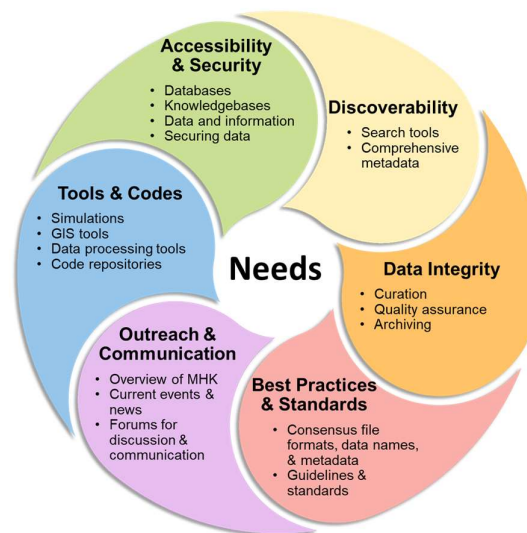 Accessibility
& Security
• Databases
• Knowledgebases
• Data and information
• Securing data
Discoverability
• Search tools
• Comprehensive
metadata
Tools & Codes
• Simulations
• GIS tools
• Data processing tools
• Code repositories
Needs
Data Integrity
• Curation
• Quality assurance
• Archiving
Outreach &
Communication
• Overview of MHK
• Current events &
news
• Forums for
discussion &
communication
Best Practices
& Standards
• Consensus file
formats, data names,
& metadata
• Guidelines &
standards